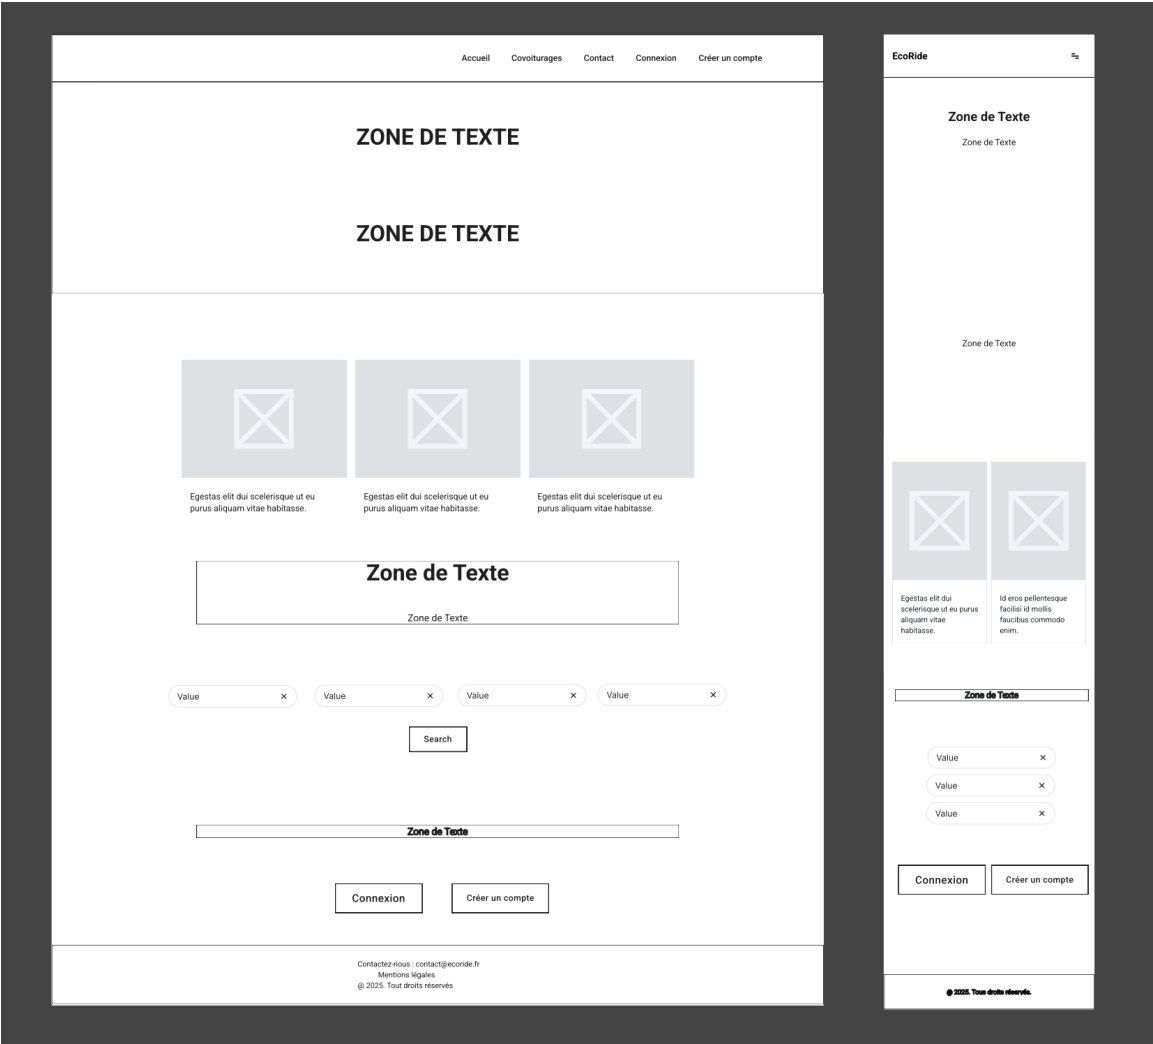 Accueil Covoiturages Contact Connexion Créer un compte
ZONE DE TEXTE
ZONE DE TEXTE
Egestas elit dui scelerisque ut eu
purus aliquam vitae habitasse.
Egestas elit dui scelerisque ut eu
purus aliquam vitae habitasse.
Egestas elit dui scelerisque ut eu
purus aliquam vitae habitasse.
Zone de Texte
Zone de Texte
Value Value Value Value
Search
Zone de Texte
Connexion Créer un compte
Contactez-nous : contact@ecoride.fr
Mentions légales
@ 2025. Tout droits réservés
EcoRide
Zone de Texte
Zone de Texte
Zone de Texte
Egestas elit dui
scelerisque ut eu purus
aliquam vitae
habitasse.
Id eros pellentesque
facilisi id mollis
faucibus commodo
enim.
Zone de Texte
Value
Value
Value
Connexion Créer un compte
@ 2025. Tous droits réservés.